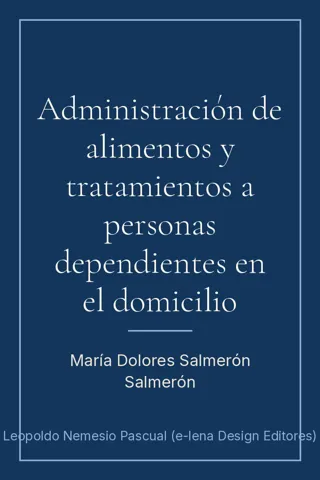 Administración de
alimentos y
tratamientos a
personas
dependientes en
el domicilio
María Dolores Salmerón
Salmerón
Leopoldo Nemesio Pascual (e-lena Design Editores)